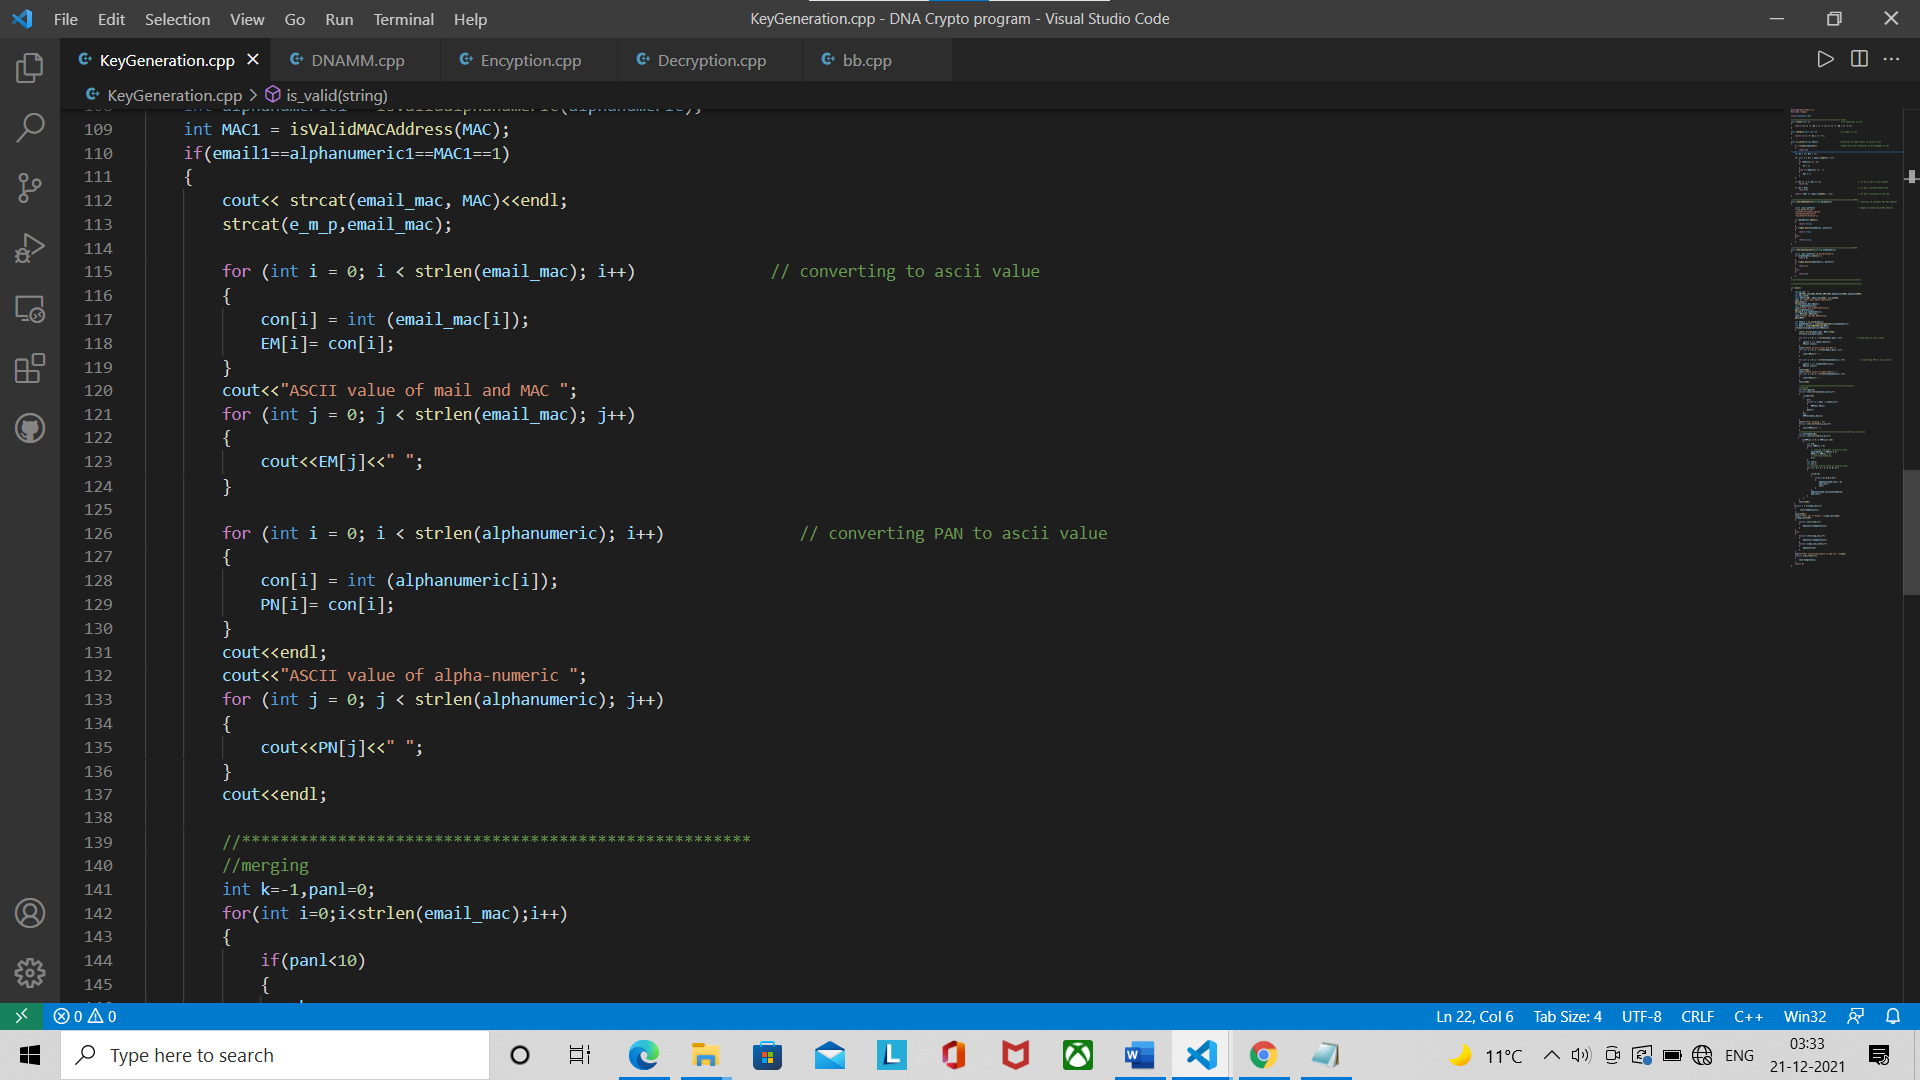 File Edit Selection View Go Run Terminal Help
KeyGeneration.cpp - DNA Crypto program - Visual Studio Code
KeyGeneration.cpp DNAMM.cpp Encyption.cpp Decryption.cpp bb.cpp
KeyGeneration.cpp > is_valid(string)
109 int MAC1 = isValidMACAddress(MAC);
110 if(email1==alphanumeric1==MAC1==1)
111 {
112 cout<< strcat(email_mac, MAC)<<endl;
113 strcat(e_m_p,email_mac);
114
115 for (int i = 0; i < strlen(email_mac); i++) // converting to ascii value
116 {
117 con[i] = int (email_mac[i]);
118 EM[i]= con[i];
119 }
120 cout<<"ASCII value of mail and MAC ";
121 for (int j = 0; j < strlen(email_mac); j++)
122 {
123 cout<<EM[j]<<" ";
124 }
125
126 for (int i = 0; i < strlen(alphanumeric); i++) // converting PAN to ascii value
127 {
128 con[i] = int (alphanumeric[i]);
129 PN[i]= con[i];
130 }
131 cout<<endl;
132 cout<<"ASCII value of alpha-numeric ";
133 for (int j = 0; j < strlen(alphanumeric); j++)
134 {
135 cout<<PN[j]<<" ";
136 }
137 cout<<endl;
138
139 //*****************************************************
140 //merging
141 int k=-1,panl=0;
142 for(int i=0;i<strlen(email_mac);i++)
143 {
144 if(panl<10)
145 {
0 0 Ln 22, Col 6 Tab Size: 4 UTF-8 CRLF C++ Win32
Type here to search
11°C ENG 03:33
21-12-2021